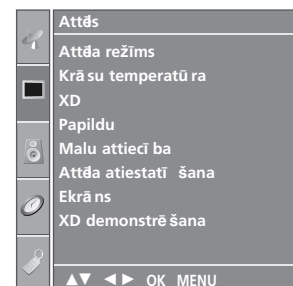 Attēls
Attēla režīms
Krāsu temperatūra
XD
Papildu
Malu attiecība
Attēla atiestatīšana
Ekrāns
XD demonstrēšana
▲▼ ◄► OK MENU